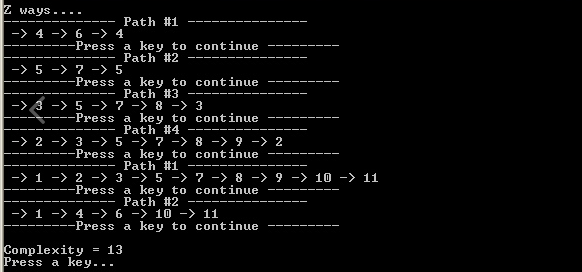 Z ways....
-------------- Path #1 ---------------
-> 4 -> 6 -> 4
---------Press a key to continue ---------
-------------- Path #2 ---------------
-> 5 -> 7 -> 5
---------Press a key to continue ---------
-------------- Path #3 ---------------
-> 3 -> 5 -> 7 -> 8 -> 3
---------Press a key to continue ---------
-------------- Path #4 ---------------
-> 2 -> 3 -> 5 -> 7 -> 8 -> 9 -> 2
---------Press a key to continue ---------
-------------- Path #1 ---------------
-> 1 -> 2 -> 3 -> 5 -> 7 -> 8 -> 9 -> 10 -> 11
---------Press a key to continue ---------
-------------- Path #2 ---------------
-> 1 -> 4 -> 6 -> 10 -> 11
---------Press a key to continue ---------
Complexity = 13
Press a key...